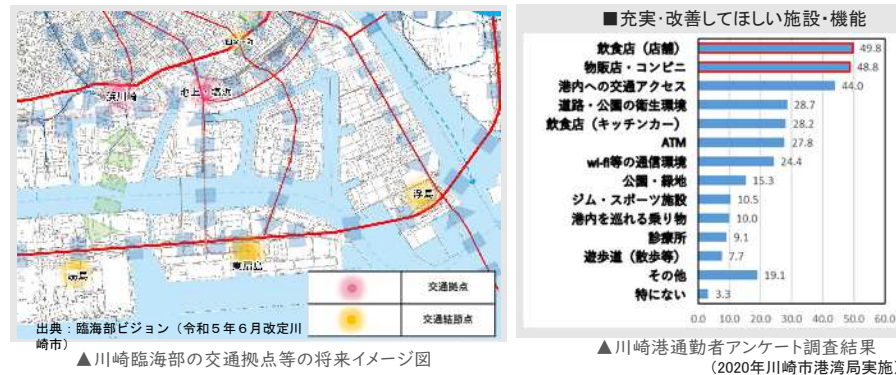 浜川崎
池上・塩浜
浮島
東扇島
扇島
交通拠点
交通結節点
出典：臨海部ビジョン（令和５年６月改定川
崎市）
▲川崎臨海部の交通拠点等の将来イメージ図
■充実・改善してほしい施設・機能
飲食店（店舗） 49.8
物販店・コンビニ 48.8
港内への交通アクセス 44.0
道路・公園の衛生環境 28.7
飲食店（キッチンカー） 28.2
ATM 27.8
wi-fi等の通信環境 24.4
公園・緑地 15.3
ジム・スポーツ施設 10.5
港内を巡れる乗り物 10.0
診療所 9.1
遊歩道（散歩等） 7.7
その他 19.1
特にない 3.3
0.0 10.0 20.0 30.0 40.0 50.0 60.0
▲川崎港通勤者アンケート調査結果
（2020年川崎市港湾局実施）